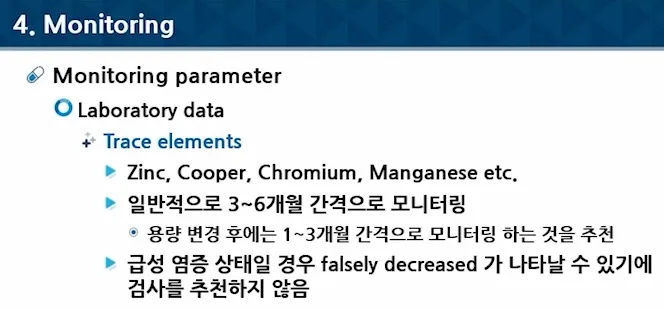 4. Monitoring
Monitoring parameter
Laboratory data
Trace elements
Zinc, Cooper, Chromium, Manganese etc.
일반적으로 3~6개월 간격으로 모니터링
용량 변경 후에는 1~3개월 간격으로 모니터링 하는 것을 추천
급성 염증 상태일 경우 falsely decreased 가 나타날 수 있기에
검사를 추천하지 않음